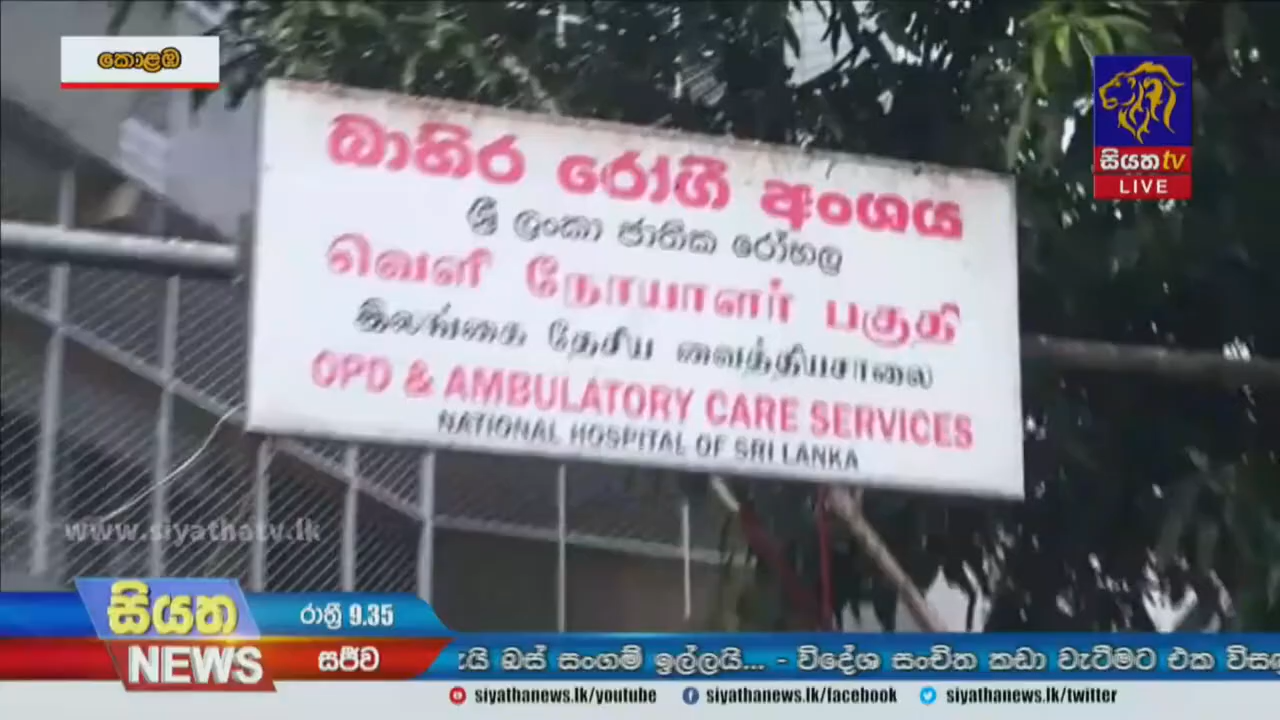 කොළඹ
සියත tv
LIVE
බාහිර රෝගී අංශය
ශ්‍රී ලංකා ජාතික රෝහල
வெளி நோயாளர் பகுதி
இலங்கை தேசிய வைத்தியசாலை
OPD & AMBULATORY CARE SERVICES
NATIONAL HOSPITAL OF SRI LANKA
www.siyathatv.lk
සියත
NEWS
රාත්‍රී 9.35
සජීව
බස් සංගම් ඉල්ලයි... - විදේශ සංචිත කඩා වැටීමට එක
siyathanews.lk/youtube
siyathanews.lk/facebook
siyathanews.lk/twitter